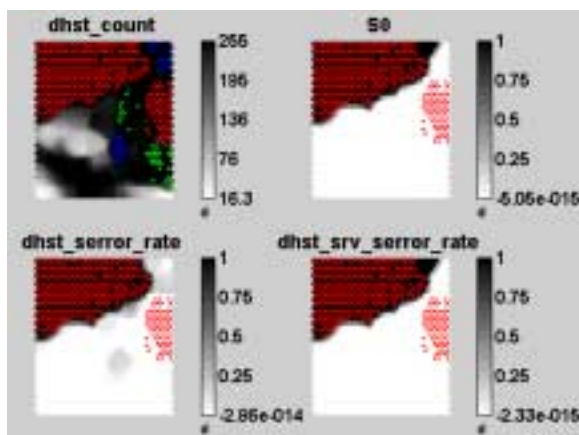 dhst_count
255
195
136
76
16.3
d
S0
1
0.75
0.5
0.25
-5.05e-015
d
dhst_serror_rate
1
0.75
0.5
0.25
-2.86e-014
d
dhst_srv_serror_rate
1
0.75
0.5
0.25
-2.33e-015
d